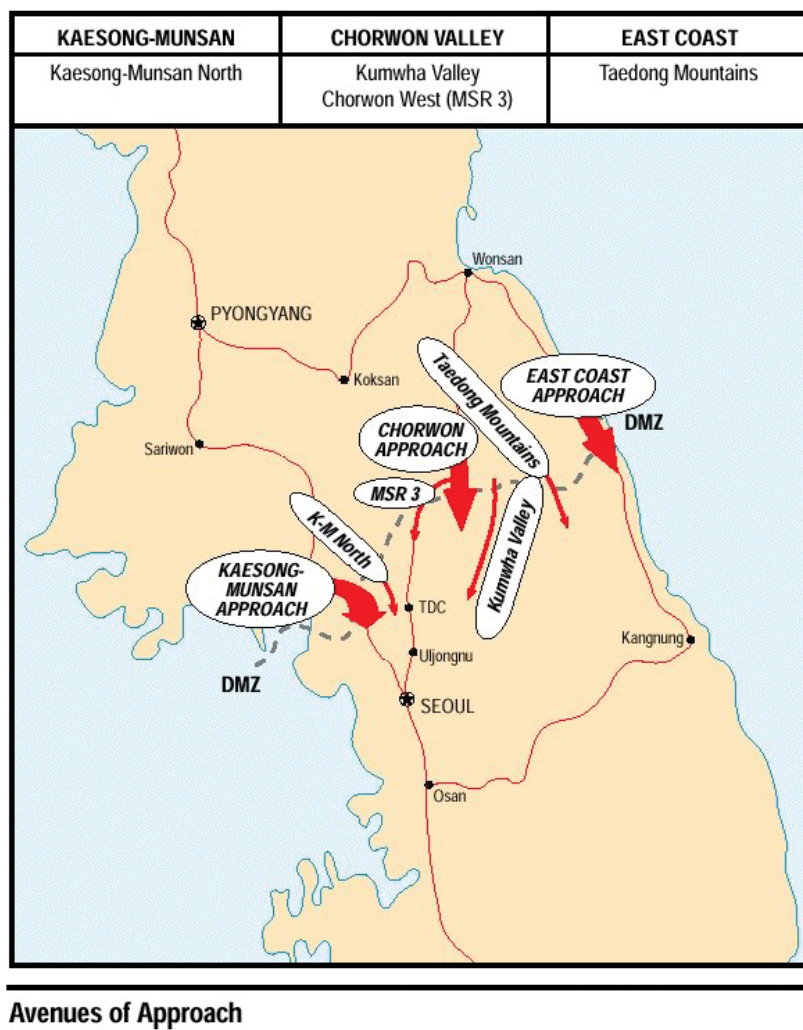 KAESONG-MUNSAN
CHORWON VALLEY
EAST COAST
Kaesong-Munsan North
Kumwha Valley
Chorwon West (MSR 3)
Taedong Mountains
Wonsan
PYONGYANG
Koksan
Taedong Mountains
EAST COAST
APPROACH
DMZ
CHORWON
APPROACH
Sariwon
MSR 3
K-M North
Kumwha Valley
KAESONG-
MUNSAN
APPROACH
TDC
Kangnung
Uljongnu
DMZ
SEOUL
Osan
Avenues of Approach